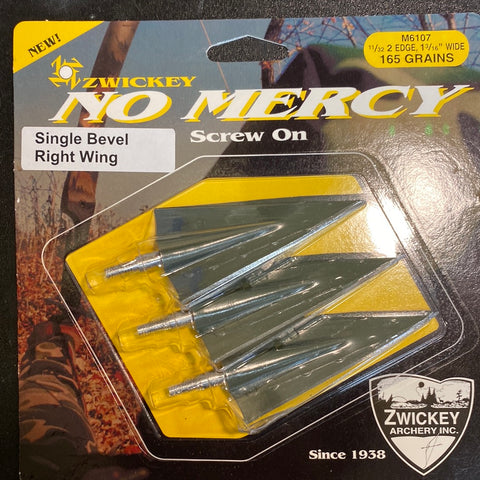 NEW!
ZWICKEY
NO MERCY
Screw On
M6107
11/32 2 EDGE, 1 3/16" WIDE
165 GRAINS
Single Bevel
Right Wing
ZWICKEY
ARCHERY INC.
Since 1938